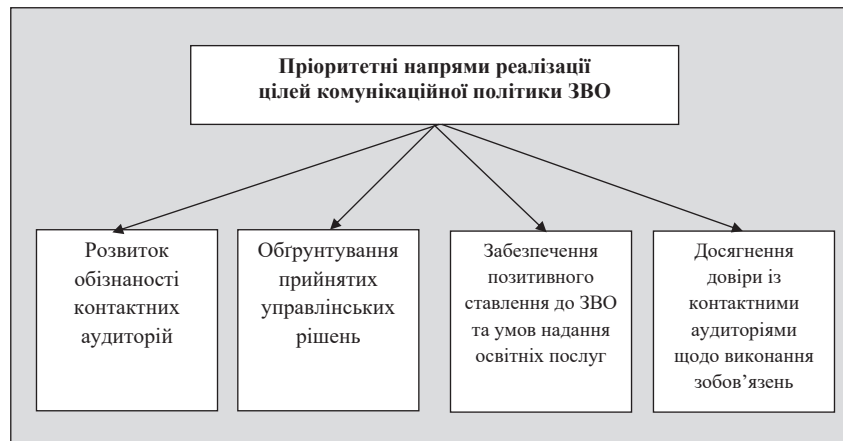 Пріоритетні напрями реалізації
цілей комунікаційної політики ЗВО
Розвиток
обізнаності
контактних
аудиторій
Обґрунтування
прийнятих
управлінських
рішень
Забезпечення
позитивного
ставлення до ЗВО
та умов надання
освітніх послуг
Досягнення
довіри із
контактними
аудиторіями
щодо виконання
зобов’язень